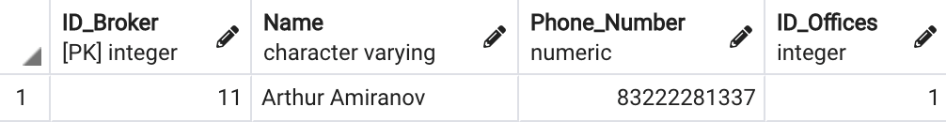 ID_Broker Name Phone_Number ID_Offices
[PK] integer character varying numeric integer
1 11 Arthur Amiranov 83222281337 1